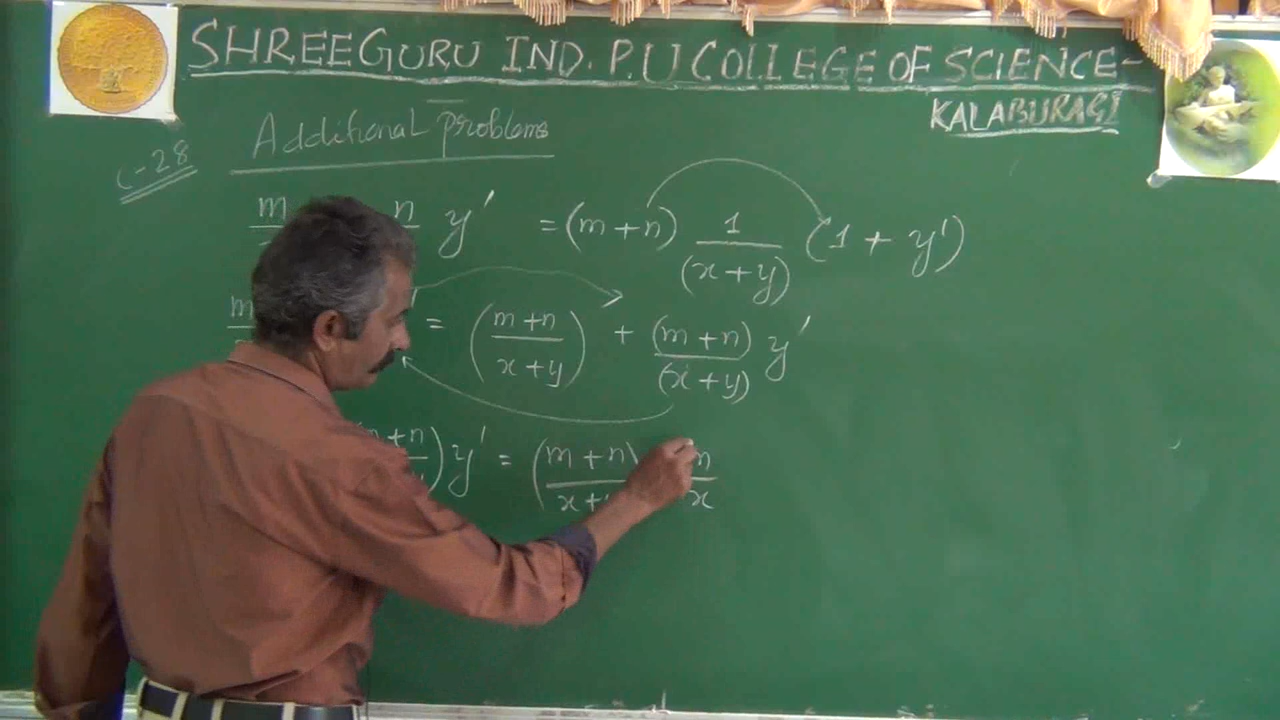 SHREEGURU IND. P.U COLLEGE OF SCIENCE-
KALABURAGI
C-28
Additional problems
m n y' = (m+n) 1/(x+y) (1 + y')
m = ((m+n)/(x+y)) + (m+n)/(x+y) y'
m+n) y' = (m+n/x+ m/x